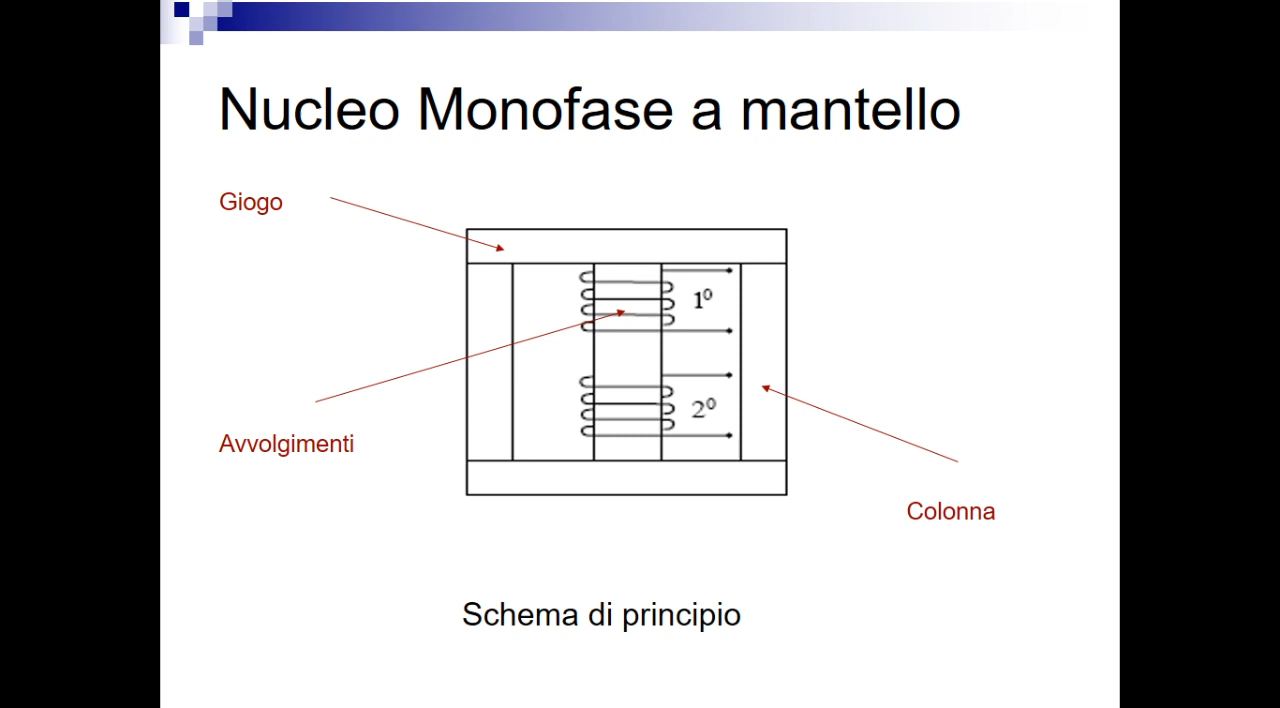 Nucleo Monofase a mantello
Giogo
1⁰
2⁰
Avvolgimenti
Colonna
Schema di principio